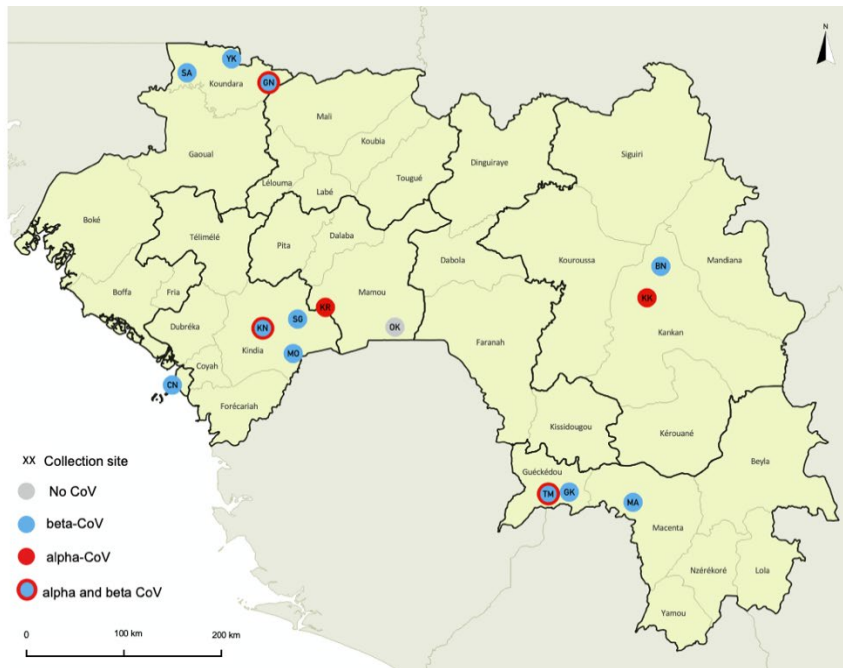 N
YK
SA
Koundara
GN
Mali
Koubia
Siguiri
Dinguiraye
Gaoual
Lélouma
Labé
Tougué
Boké
Télimélé
Pita
Dalaba
Dabola
Kouroussa
BN
Mandiana
Boffa
Fria
Mamou
KK
KR
SG
KN
OK
Dubréka
Kankan
Faranah
Kindia
MO
Coyah
CN
Forécariah
Kissidougou
Kérouané
Beyla
Guéckédou
TM
GK
MA
Macenta
Nzérékoré
Lola
Yamou
XX Collection site
No CoV
beta-CoV
alpha-CoV
alpha and beta CoV
0 100 km 200 km